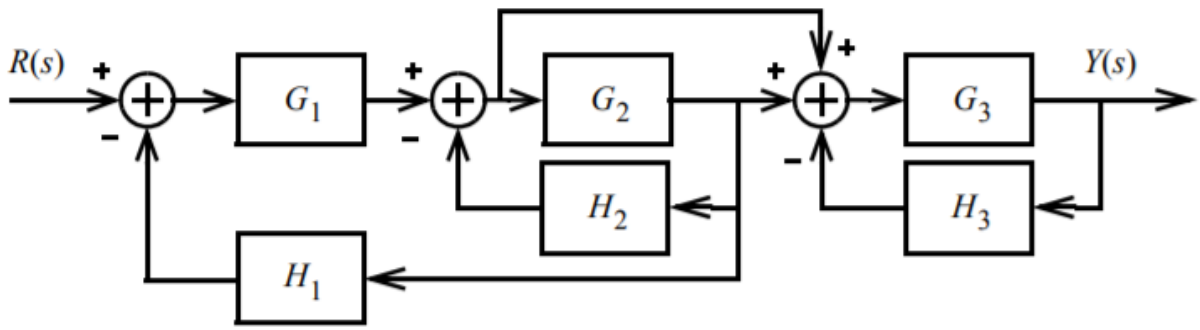 R(s) + + G1 + + G2 + + + G3 Y(s)
− − −
H2 H3
H1